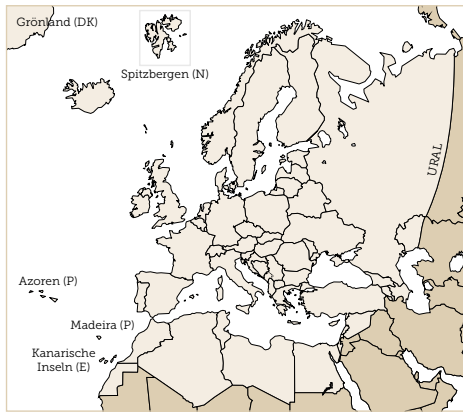 Grönland (DK)
Spitzbergen (N)
URAL
Azoren (P)
Madeira (P)
Kanarische
Inseln (E)